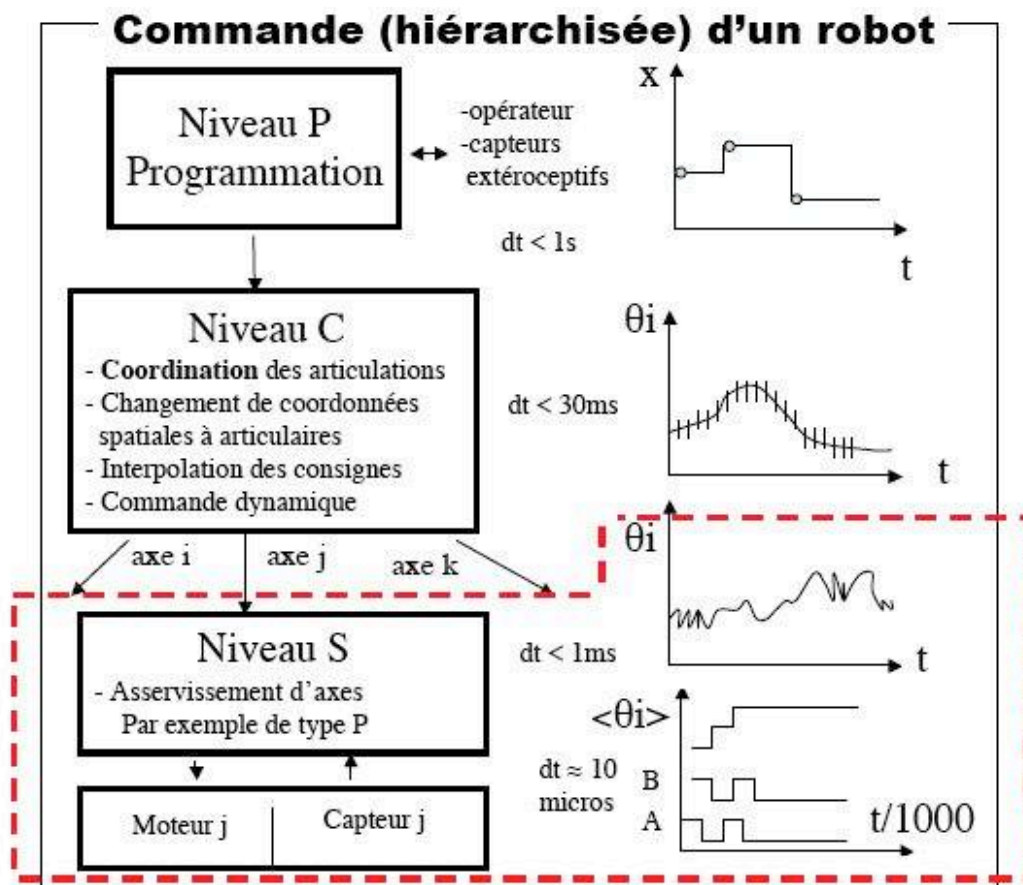 Commande (hiérarchisée) d'un robot
Niveau P
Programmation
-opérateur
-capteurs
extéroceptifs
dt < 1s
x
t
Niveau C
- Coordination des articulations
- Changement de coordonnées
spatiales à articulaires
- Interpolation des consignes
- Commande dynamique
dt < 30ms
θi
t
axe i
axe j
axe k
Niveau S
- Asservissement d'axes
Par exemple de type P
dt < 1ms
θi
t
Moteur j
Capteur j
dt ≈ 10
micros
<θi>
B
A
t/1000